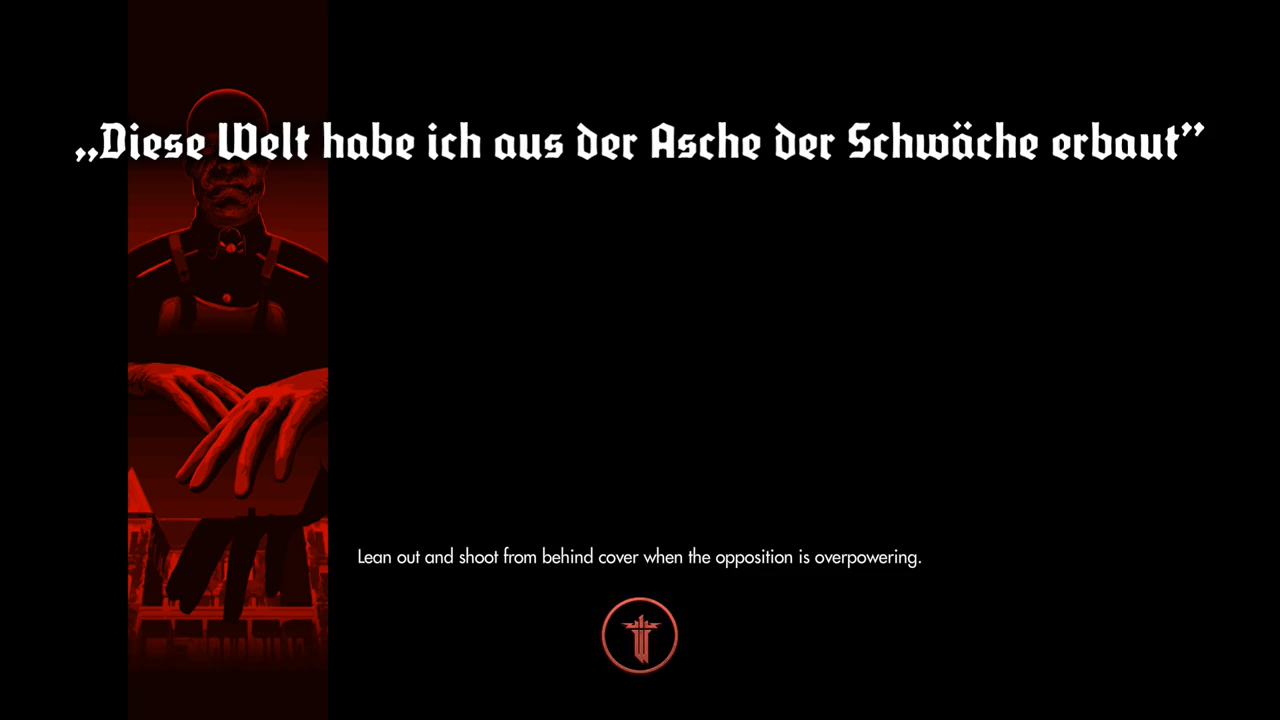 „Diese Welt habe ich aus der Asche der Schwäche erbaut”
Lean out and shoot from behind cover when the opposition is overpowering.